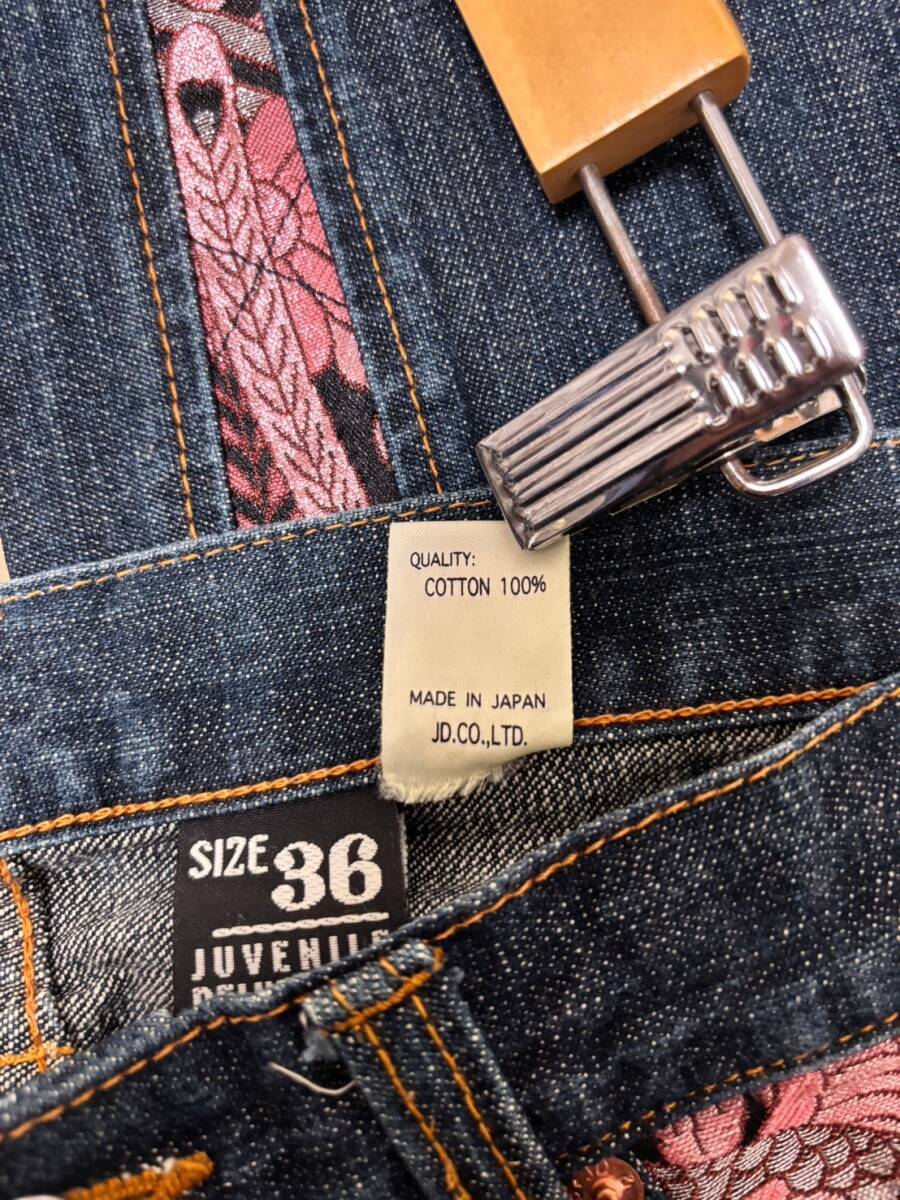 QUALITY:
COTTON 100%
MADE IN JAPAN
JD.CO.,LTD.
SIZE 36
JUVENILE